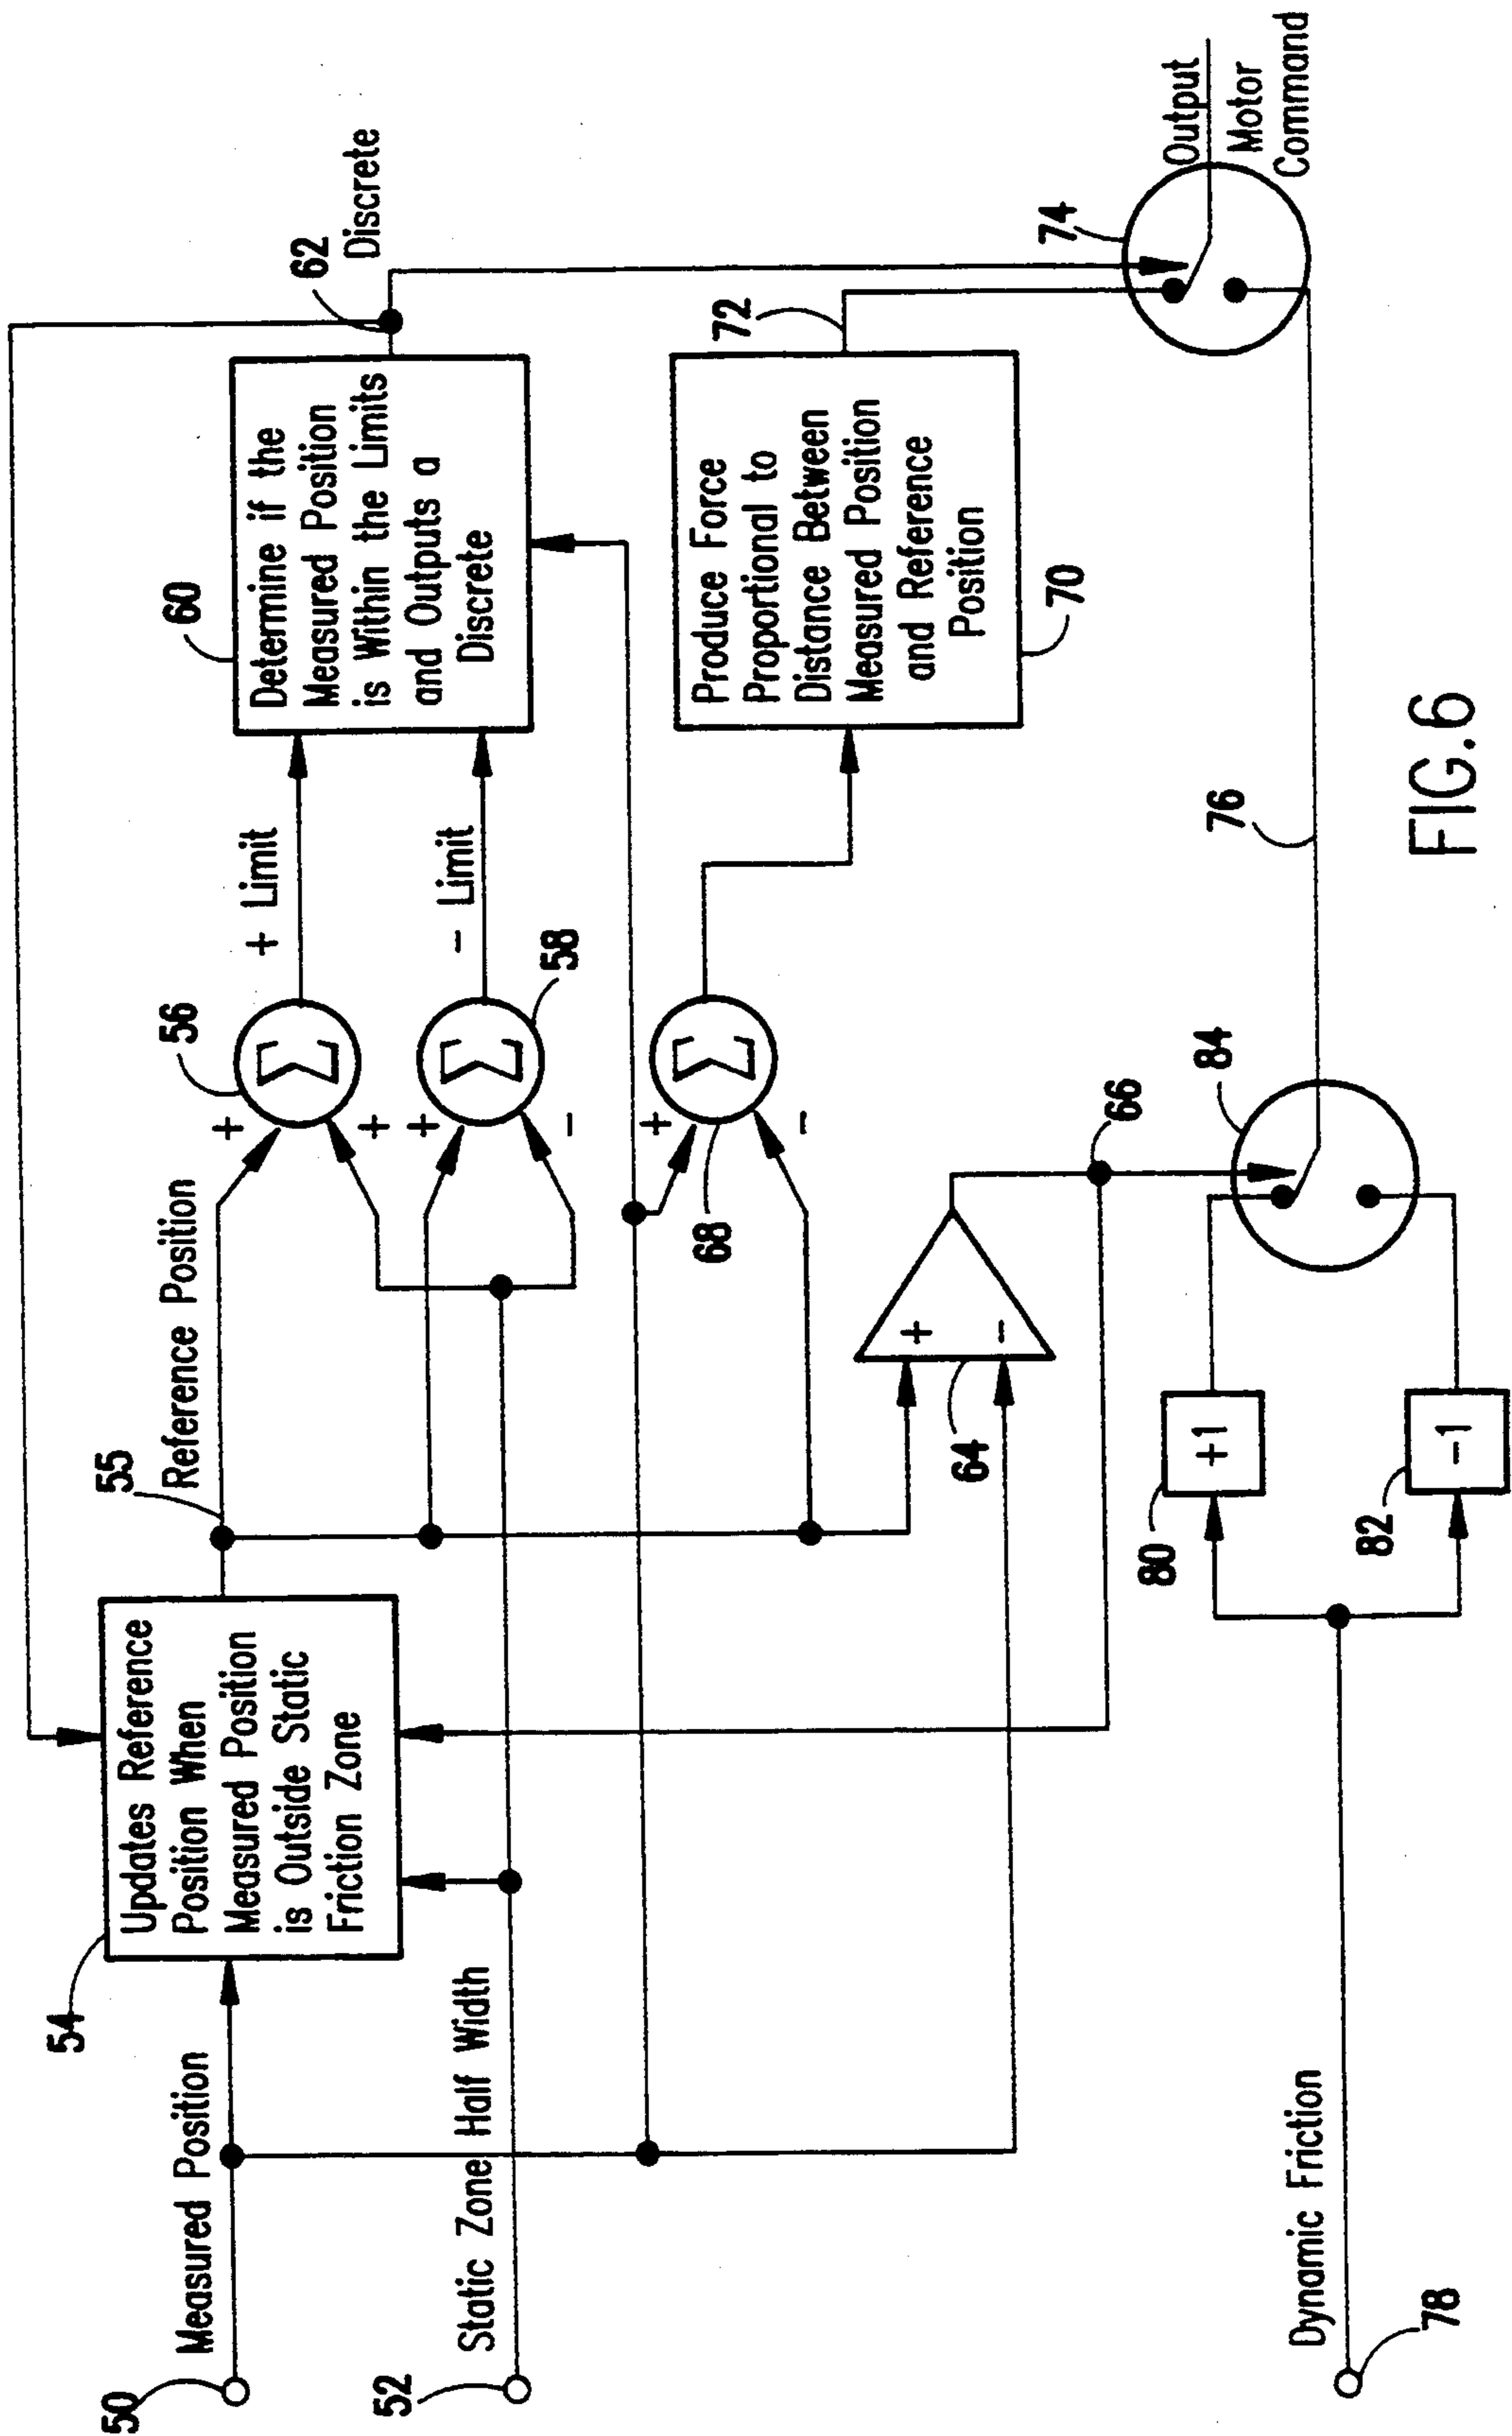 50
Measured Position
52
Static Zone Half Width
54
Updates Reference
Position When
Measured Position
is Outside Static
Friction Zone
55
Reference Position
56
Σ
+
+
+ Limit
58
Σ
+
-
- Limit
60
Determine if the
Measured Position
is Within the Limits
and Outputs a
Discrete
62
Discrete
68
Σ
+
-
70
Produce Force
Proportional to
Distance Between
Measured Position
and Reference
Position
72
74
Output
Motor
Command
64
+
-
66
76
78
Dynamic Friction
80
+1
82
-1
84
FIG.6